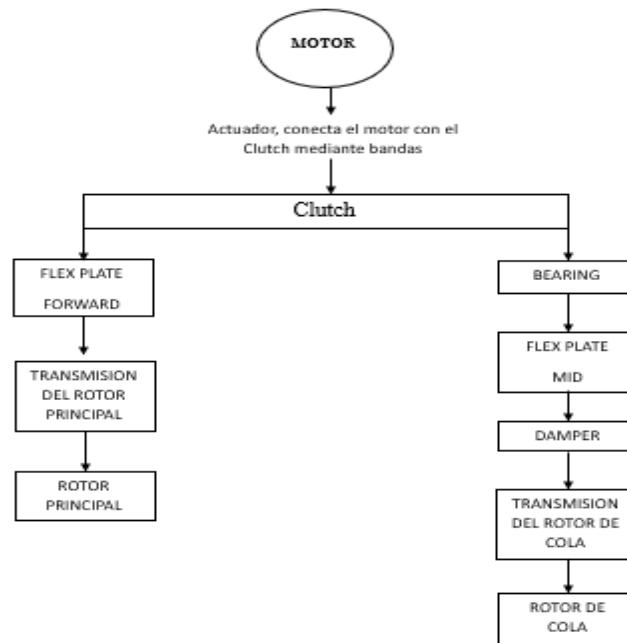 MOTOR
Actuador, conecta el motor con el
Clutch mediante bandas
Clutch
FLEX PLATE
FORWARD
TRANSMISION
DEL ROTOR
PRINCIPAL
ROTOR
PRINCIPAL
BEARING
FLEX PLATE
MID
DAMPER
TRANSMISION
DEL ROTOR DE
COLA
ROTOR DE
COLA